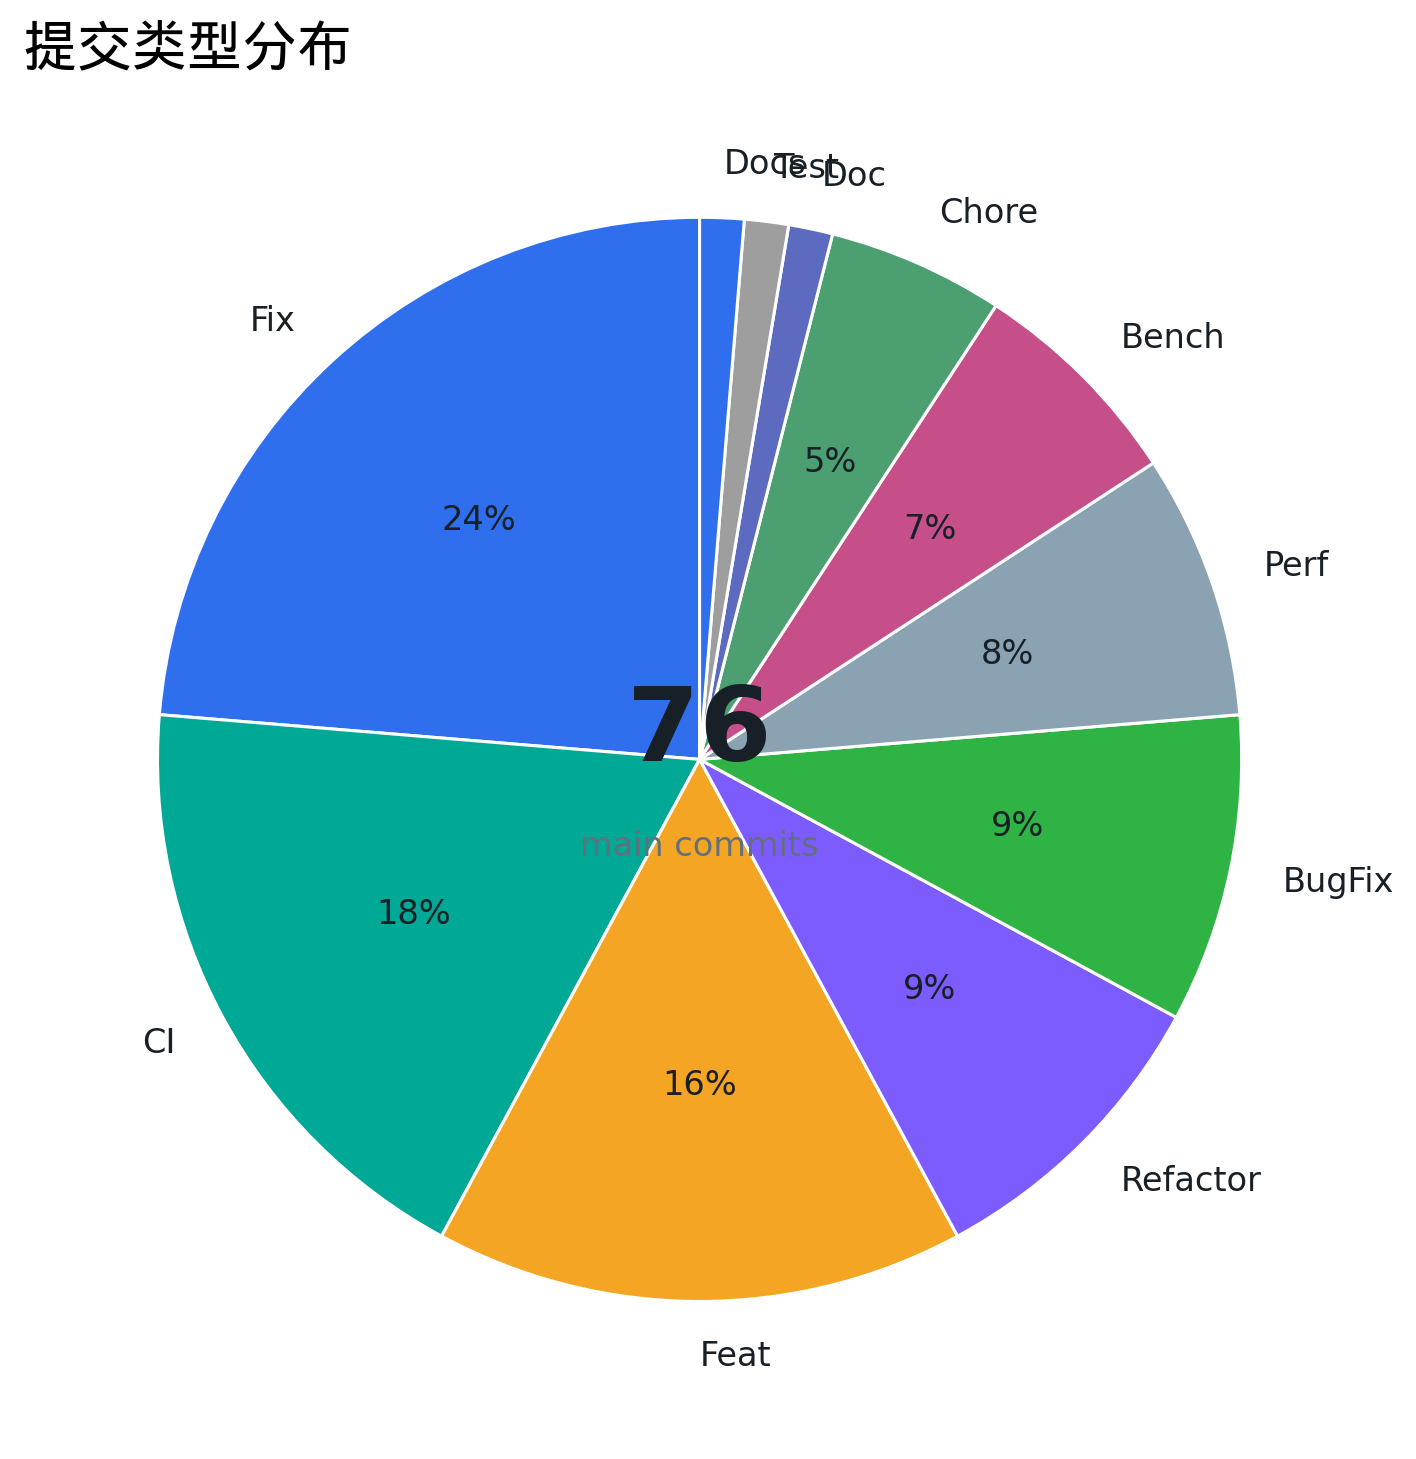 提交类型分布
Docs
Test
Doc
Chore
Fix
Bench
5%
24%
7%
Perf
8%
76
9%
main commits
BugFix
18%
9%
CI
16%
Refactor
Feat